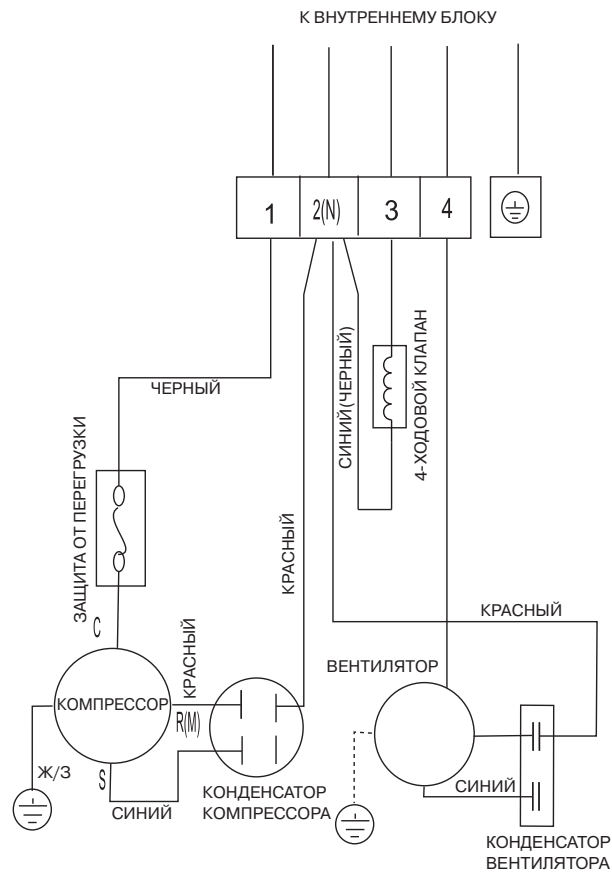 К ВНУТРЕННЕМУ БЛОКУ
1
2(N)
3
4
ЧЕРНЫЙ
СИНИЙ(ЧЕРНЫЙ)
4-ХОДОВОЙ КЛАПАН
ЗАЩИТА ОТ ПЕРЕГРУЗКИ
КРАСНЫЙ
КРАСНЫЙ
C
КРАСНЫЙ
ВЕНТИЛЯТОР
КОМПРЕССОР
R(M)
Ж/З
S
СИНИЙ
КОНДЕНСАТОР
КОМПРЕССОРА
СИНИЙ
КОНДЕНСАТОР
ВЕНТИЛЯТОРА